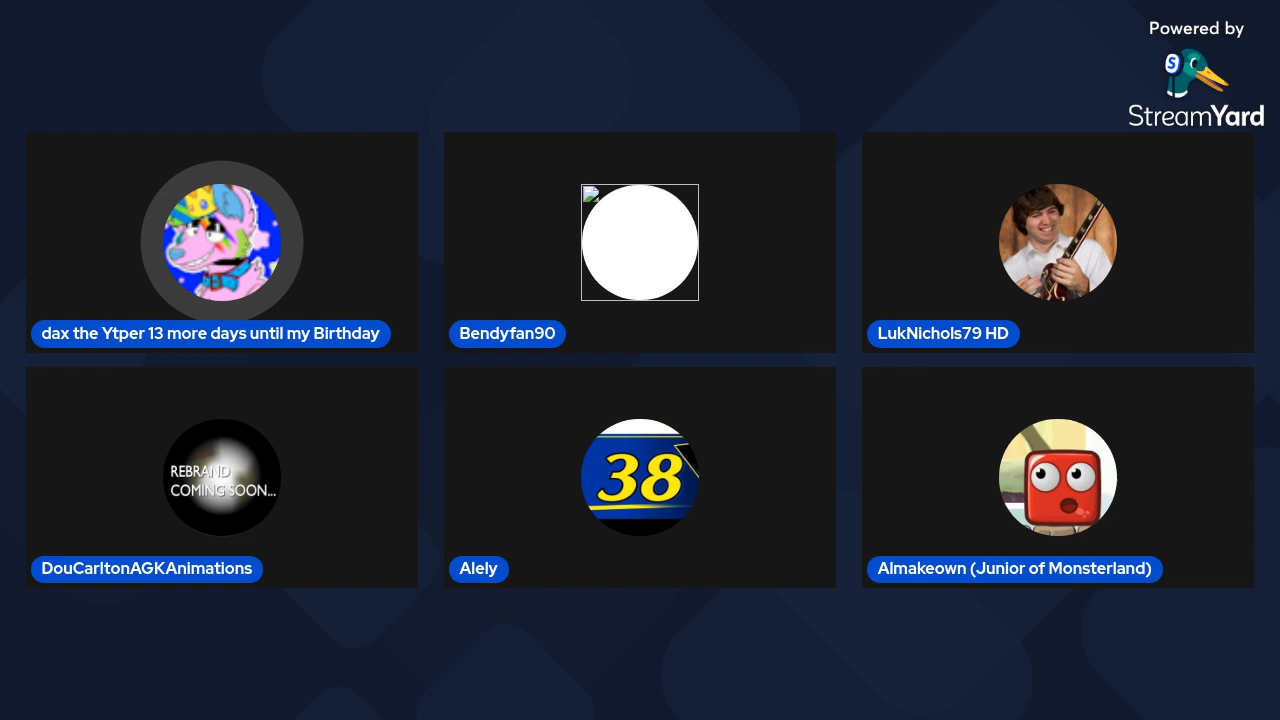 Powered by
S
StreamYard
dax the Ytper 13 more days until my Birthday
Bendyfan90
LukNichols79 HD
REBRAND
COMING SOON...
38
DouCarltonAGKAnimations
Alely
Almakeown (Junior of Monsterland)